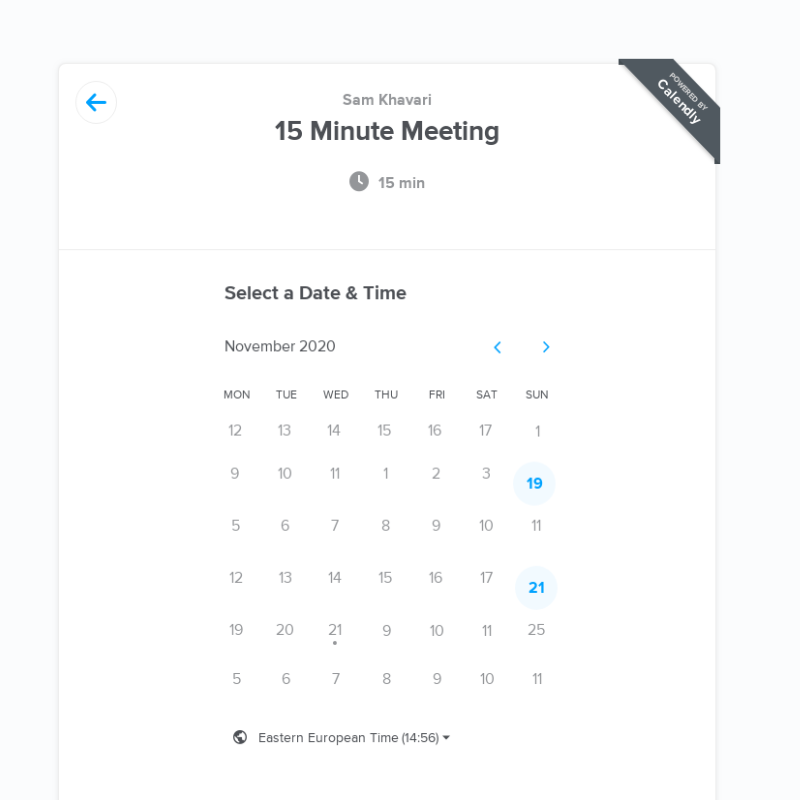 POWERED BY
Calendly
Sam Khavari
15 Minute Meeting
15 min
Select a Date & Time
November 2020
MON TUE WED THU FRI SAT SUN
12 13 14 15 16 17 1
9 10 11 1 2 3 19
5 6 7 8 9 10 11
12 13 14 15 16 17 21
19 20 21 9 10 11 25
5 6 7 8 9 10 11
Eastern European Time (14:56)